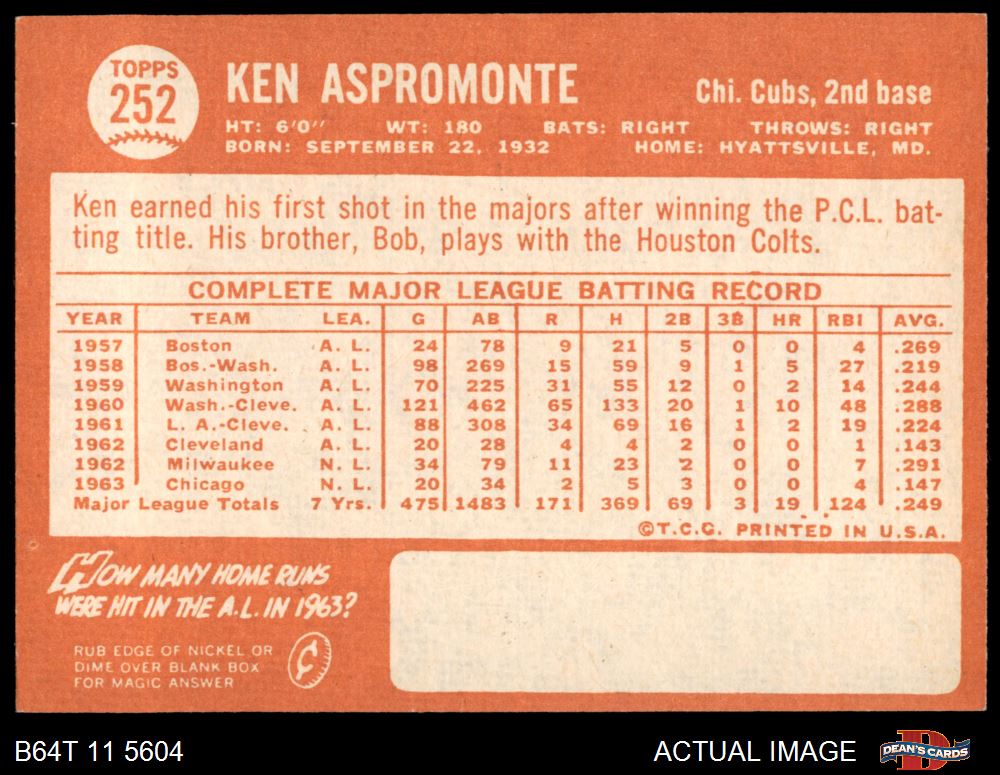 TOPPS
252
KEN ASPROMONTE
Chi. Cubs, 2nd base
HT: 6'0" WT: 180 BATS: RIGHT THROWS: RIGHT
BORN: SEPTEMBER 22, 1932 HOME: HYATTSVILLE, MD.
Ken earned his first shot in the majors after winning the P.C.L. bat-
ting title. His brother, Bob, plays with the Houston Colts.
COMPLETE MAJOR LEAGUE BATTING RECORD
YEAR TEAM LEA. G AB R H 2B 3B HR RBI AVG.
1957 Boston A. L. 24 78 9 21 5 0 0 4 .269
1958 Bos.-Wash. A. L. 98 269 15 59 9 1 5 27 .219
1959 Washington A. L. 70 225 31 55 12 0 2 14 .244
1960 Wash.-Cleve. A. L. 121 462 65 133 20 1 10 48 .288
1961 L. A.-Cleve. A. L. 88 308 34 69 16 1 2 19 .224
1962 Cleveland A. L. 20 28 4 4 2 0 0 1 .143
1962 Milwaukee N. L. 34 79 11 23 2 0 0 7 .291
1963 Chicago N. L. 20 34 2 5 3 0 0 4 .147
Major League Totals 7 Yrs. 475 1483 171 369 69 3 19 124 .249
©T.C.G. PRINTED IN U.S.A.
HOW MANY HOME RUNS
WERE HIT IN THE A.L. IN 1963?
RUB EDGE OF NICKEL OR
DIME OVER BLANK BOX
FOR MAGIC ANSWER
¢
B64T 11 5604
ACTUAL IMAGE
D
DEAN'S CARDS